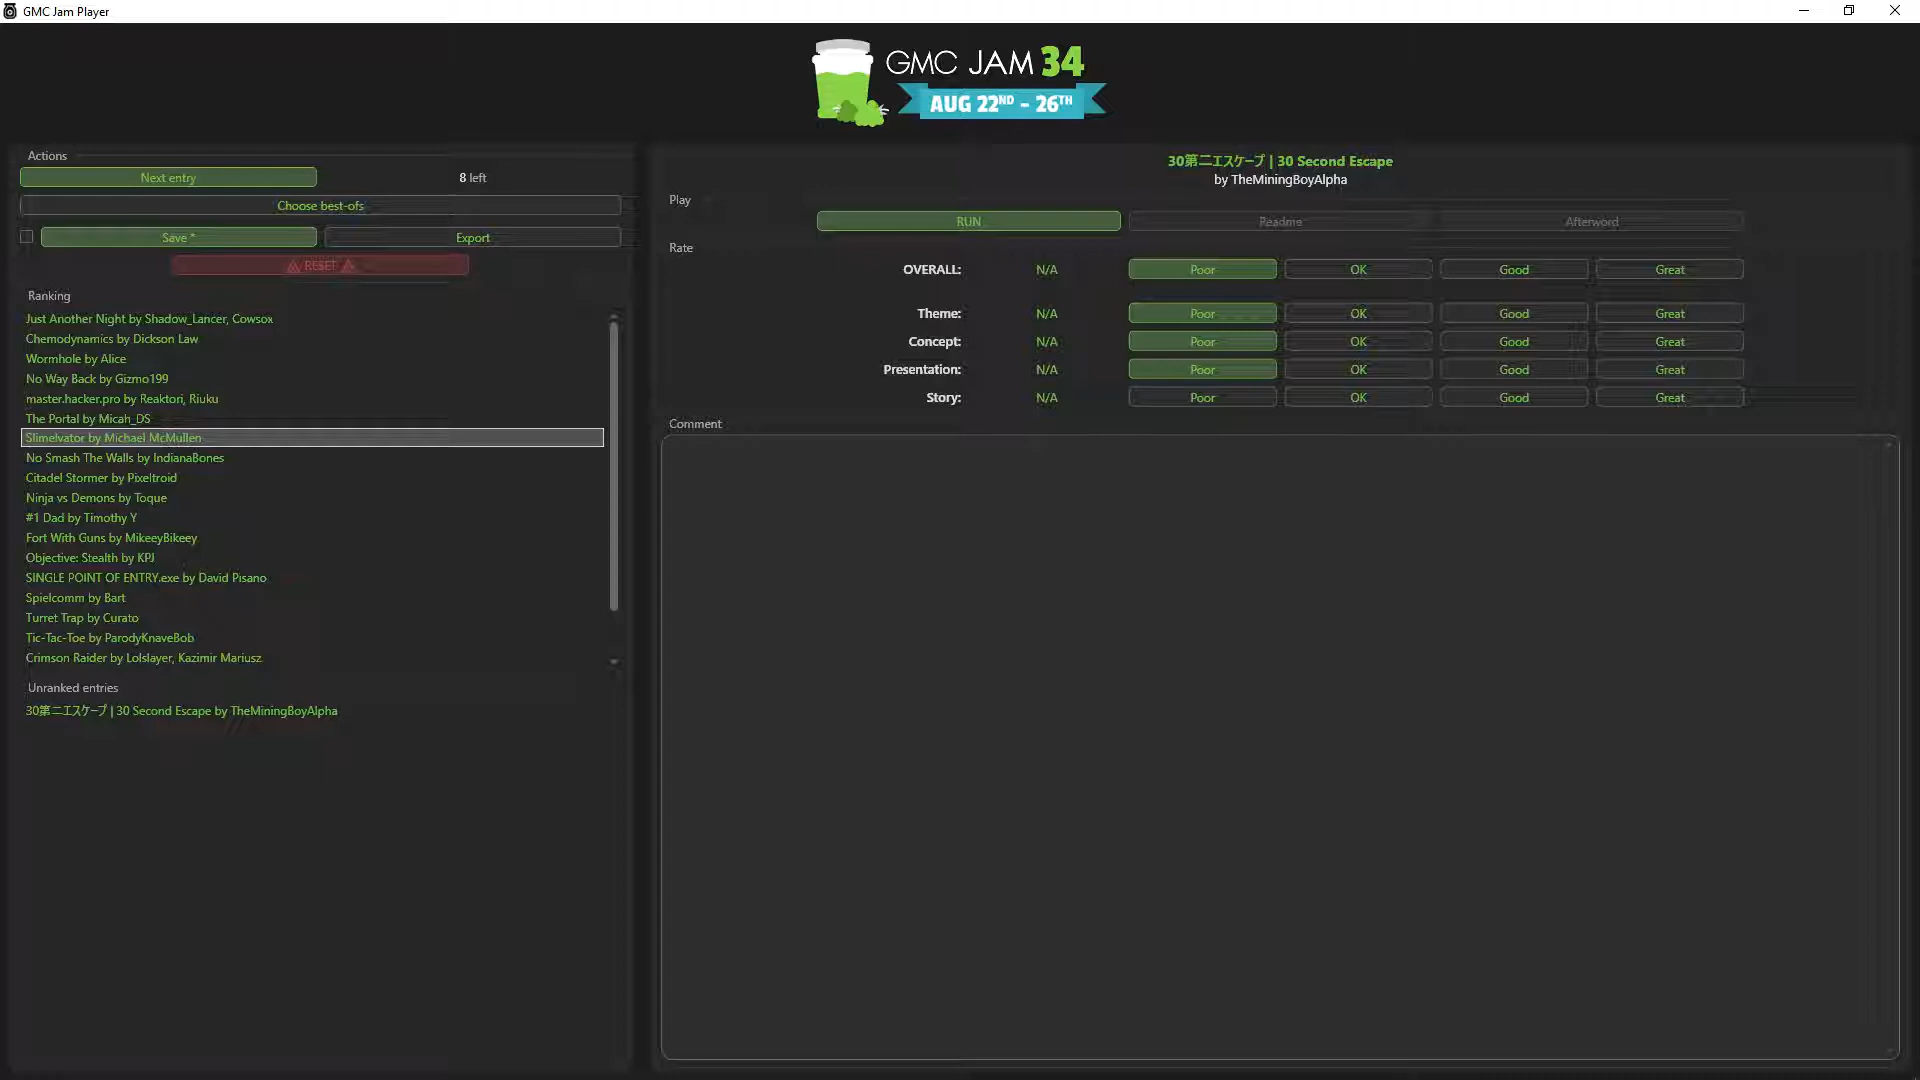 GMC Jam Player
GMC JAM 34
AUG 22ND - 26TH
Actions
Next entry
8 left
Choose best-ofs
Save *
Export
RESET
Ranking
Just Another Night by Shadow_Lancer, Cowsox
Chemodynamics by Dickson Law
Wormhole by Alice
No Way Back by Gizmo199
master.hacker.pro by Reaktori, Riuku
The Portal by Micah_DS
Slimelvator by Michael McMullen
No Smash The Walls by IndianaBones
Citadel Stormer by Pixeltroid
Ninja vs Demons by Toque
#1 Dad by Timothy Y
Fort With Guns by MikeeyBikeey
Objective: Stealth by KPJ
SINGLE POINT OF ENTRY.exe by David Pisano
Spielcomm by Bart
Turret Trap by Curato
Tic-Tac-Toe by ParodyKnaveBob
Crimson Raider by Lolslayer, Kazimir Mariusz
Unranked entries
30第二エスケープ | 30 Second Escape by TheMiningBoyAlpha
30第二エスケープ | 30 Second Escape
by TheMiningBoyAlpha
Play
RUN Readme Afterword
Rate
OVERALL: N/A Poor OK Good Great
Theme: N/A Poor OK Good Great
Concept: N/A Poor OK Good Great
Presentation: N/A Poor OK Good Great
Story: N/A Poor OK Good Great
Comment